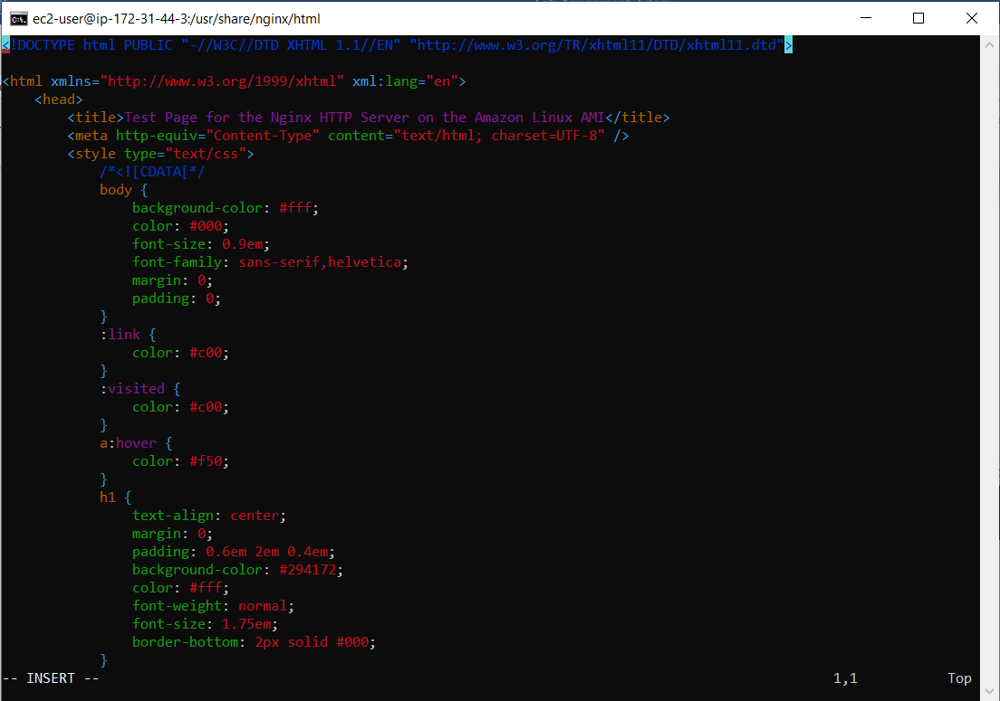 ec2-user@ip-172-31-44-3:/usr/share/nginx/html
<!DOCTYPE html PUBLIC "-//W3C//DTD XHTML 1.1//EN" "http://www.w3.org/TR/xhtml11/DTD/xhtml11.dtd">

<html xmlns="http://www.w3.org/1999/xhtml" xml:lang="en">
    <head>
        <title>Test Page for the Nginx HTTP Server on the Amazon Linux AMI</title>
        <meta http-equiv="Content-Type" content="text/html; charset=UTF-8" />
        <style type="text/css">
            /*<![CDATA[*/
            body {
                background-color: #fff;
                color: #000;
                font-size: 0.9em;
                font-family: sans-serif,helvetica;
                margin: 0;
                padding: 0;
            }
            :link {
                color: #c00;
            }
            :visited {
                color: #c00;
            }
            a:hover {
                color: #f50;
            }
            h1 {
                text-align: center;
                margin: 0;
                padding: 0.6em 2em 0.4em;
                background-color: #294172;
                color: #fff;
                font-weight: normal;
                font-size: 1.75em;
                border-bottom: 2px solid #000;
            }
-- INSERT -- 1,1 Top